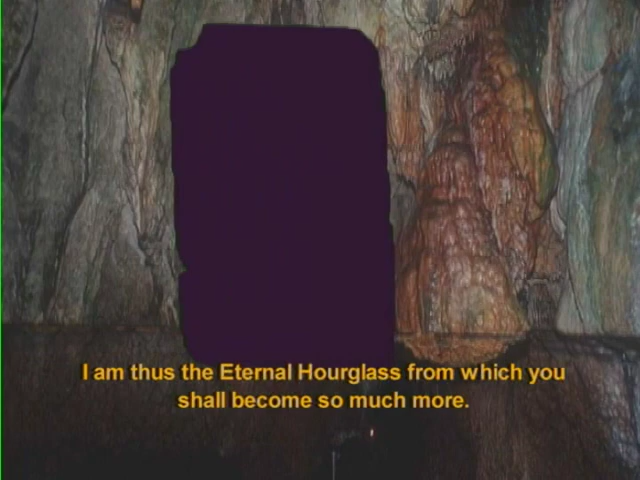 I am thus the Eternal Hourglass from which you
shall become so much more.